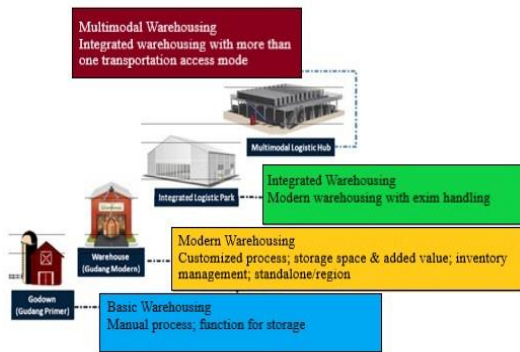 Multimodal Warehousing
Integrated warehousing with more than
one transportation access mode
Multimodal Logistic Hub
Integrated Logistic Park
Integrated Warehousing
Modern warehousing with exim handling
Warehouse
(Gudang Modern)
Modern Warehousing
Customized process; storage space & added value; inventory
management; standalone/region
Godown
(Gudang Primer)
Basic Warehousing
Manual process; function for storage